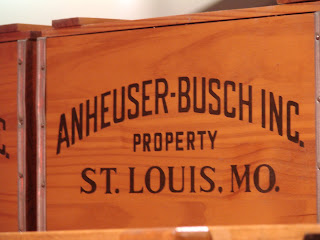 ANHEUSER-BUSCH INC.
PROPERTY
ST. LOUIS, MO.